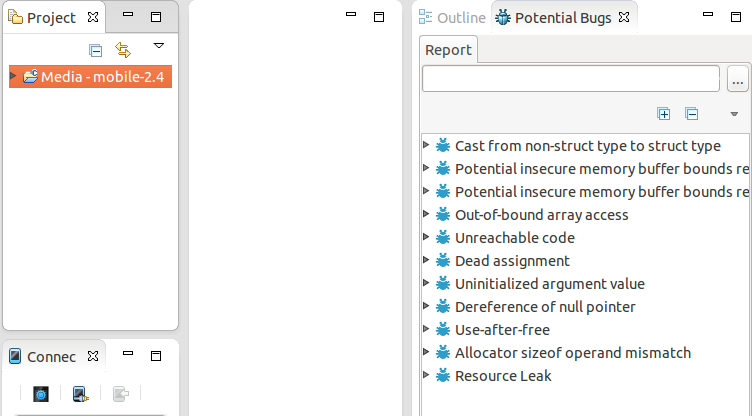 Project
Media - mobile-2.4
Connec
Outline
Potential Bugs
Report
...
Cast from non-struct type to struct type
Potential insecure memory buffer bounds re
Potential insecure memory buffer bounds re
Out-of-bound array access
Unreachable code
Dead assignment
Uninitialized argument value
Dereference of null pointer
Use-after-free
Allocator sizeof operand mismatch
Resource Leak